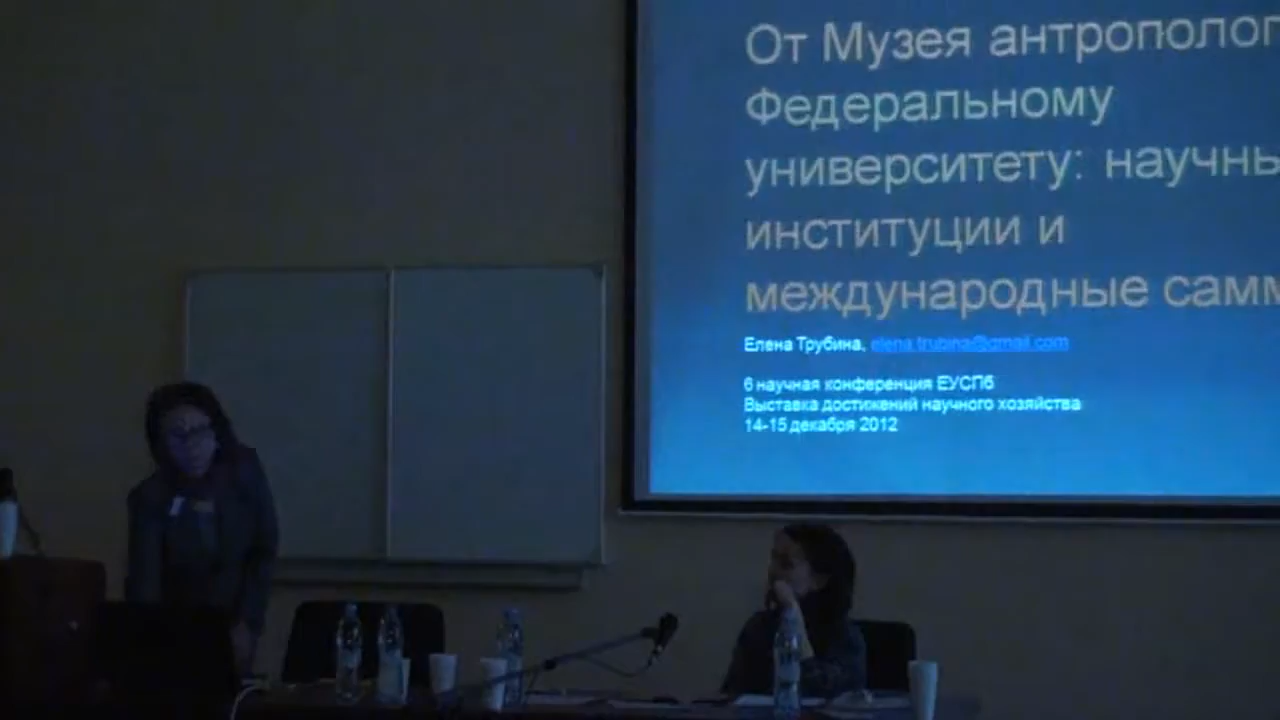 От Музея антрополог
Федеральному
университету: научны
институции и
международные самм
Елена Трубина, elena.trubina@gmail.com
6 научная конференция ЕУСПб
Выставка достижений научного хозяйства
14-15 декабря 2012